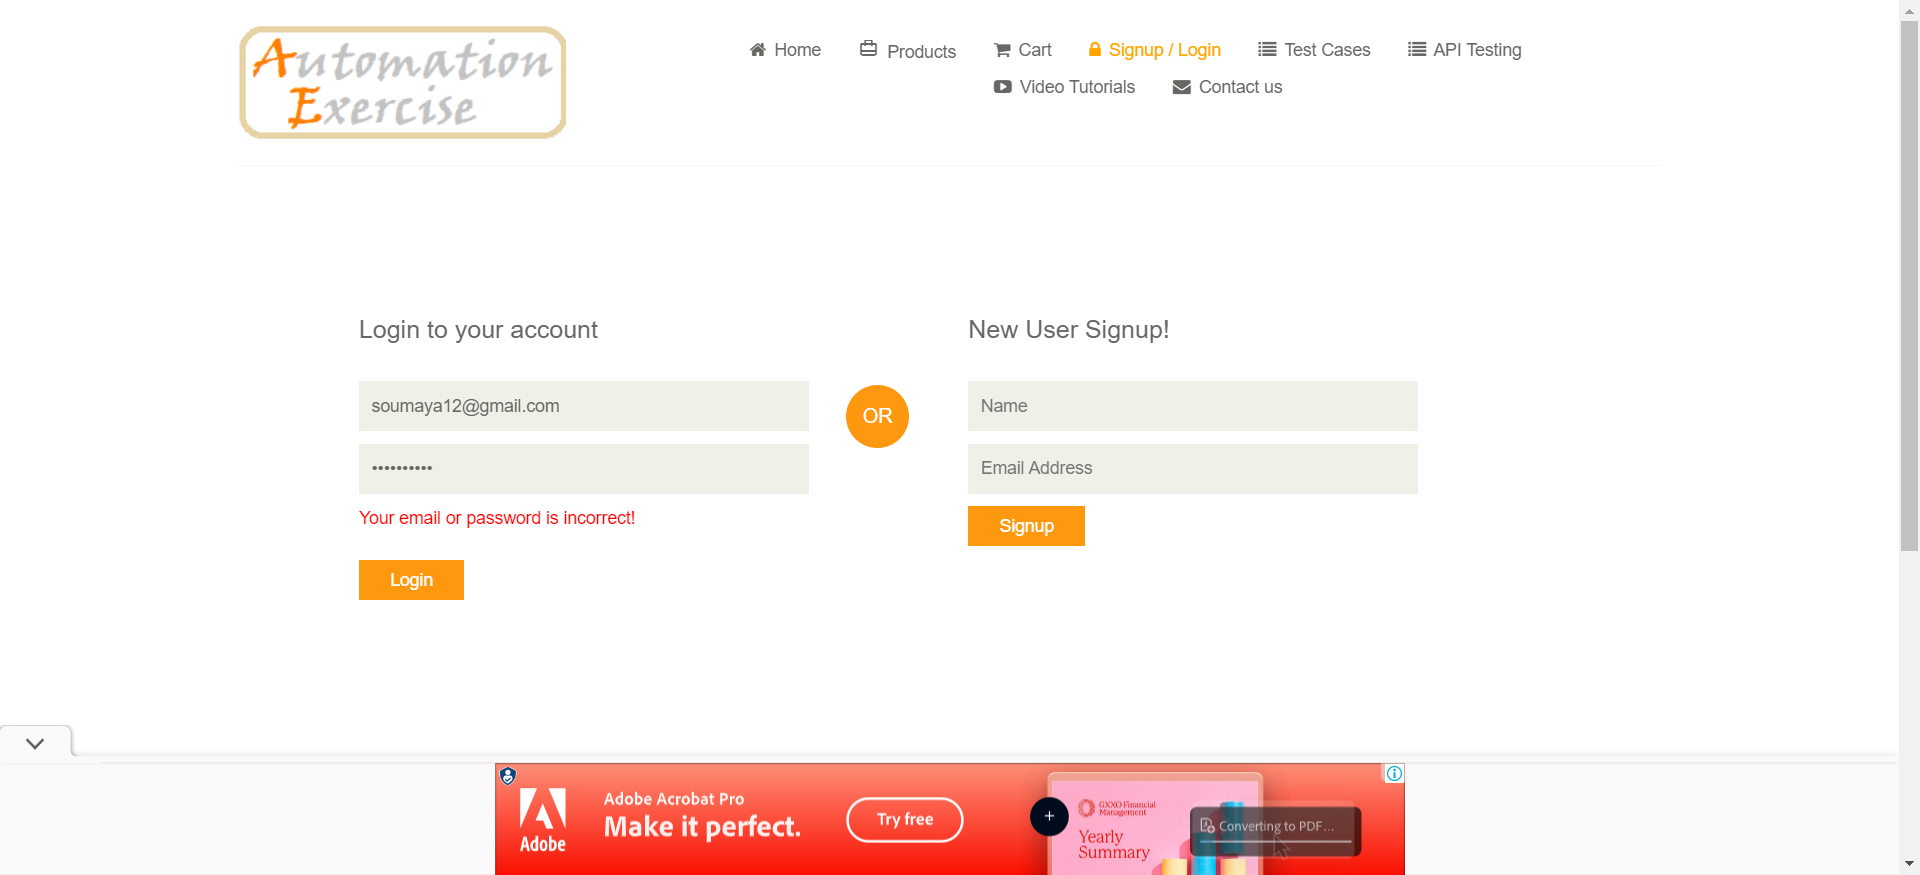 Automation
Exercise
Home
Products
Cart
Signup / Login
Test Cases
API Testing
Video Tutorials
Contact us
Login to your account
soumaya12@gmail.com
••••••••••
Your email or password is incorrect!
Login
OR
New User Signup!
Name
Email Address
Signup
Adobe
Adobe Acrobat Pro
Make it perfect.
Try free
+
GXXO Financial
Management
Yearly
Summary
Converting to PDF...